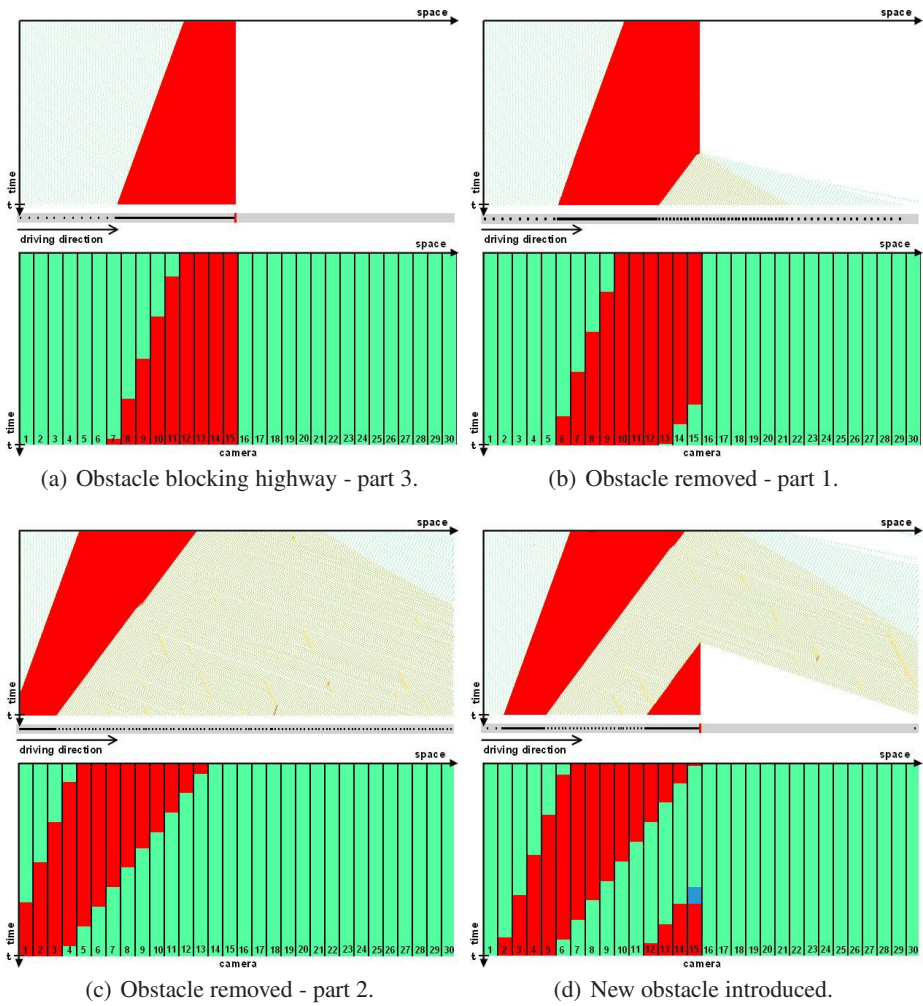 space
space
time
time
t
t
driving direction
driving direction
space
space
time
time
1 2 3 4 5 6 7 8 9 10 11 12 13 14 15 16 17 18 19 20 21 22 23 24 25 26 27 28 29 30
1 2 3 4 5 6 7 8 9 10 11 12 13 14 15 16 17 18 19 20 21 22 23 24 25 26 27 28 29 30
t
t
camera
camera
(a) Obstacle blocking highway - part 3.
(b) Obstacle removed - part 1.
space
space
time
time
t
t
driving direction
driving direction
space
space
time
time
1 2 3 4 5 6 7 8 9 10 11 12 13 14 15 16 17 18 19 20 21 22 23 24 25 26 27 28 29 30
1 2 3 4 5 6 7 8 9 10 11 12 13 14 15 16 17 18 19 20 21 22 23 24 25 26 27 28 29 30
t
t
camera
camera
(c) Obstacle removed - part 2.
(d) New obstacle introduced.